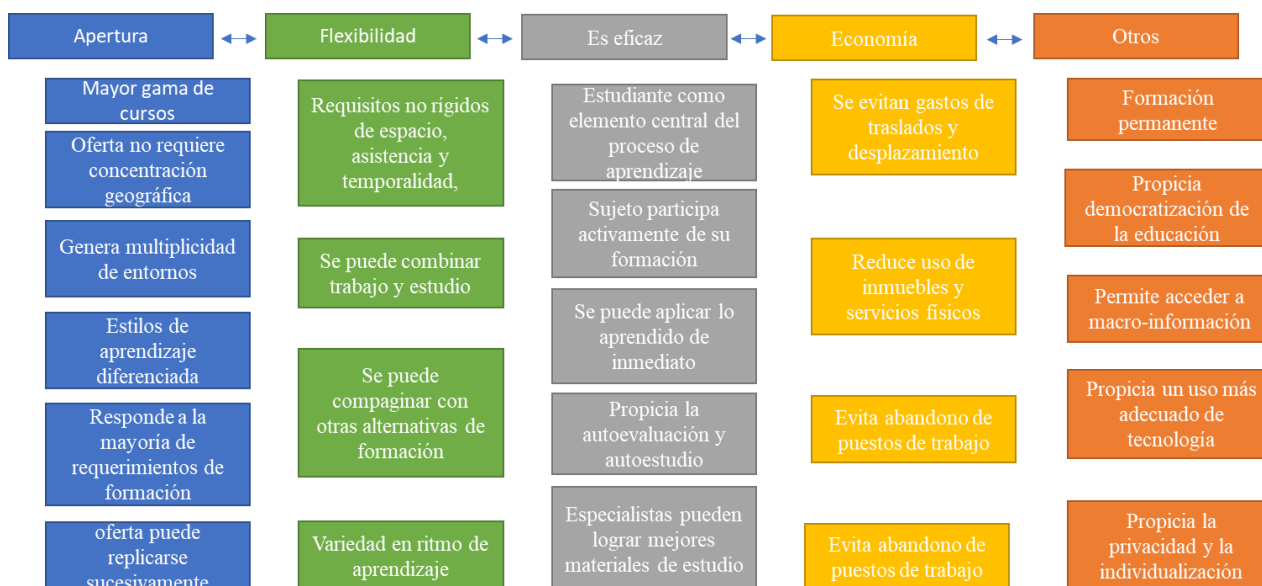 Apertura
Flexibilidad
Es eficaz
Economía
Otros
Mayor gama de
cursos
Oferta no requiere
concentración
geográfica
Genera multiplicidad
de entornos
Estilos de
aprendizaje
diferenciada
Responde a la
mayoría de
requerimientos de
formación
oferta puede
replicarse
sucesivamente
Requisitos no rígidos
de espacio,
asistencia y
temporalidad,
Se puede combinar
trabajo y estudio
Se puede
compaginar con
otras alternativas de
formación
Variedad en ritmo de
aprendizaje
Estudiante como
elemento central del
proceso de
aprendizaje
Sujeto participa
activamente de su
formación
Se puede aplicar lo
aprendido de
inmediato
Propicia la
autoevaluación y
autoestudio
Especialistas pueden
lograr mejores
materiales de estudio
Se evitan gastos de
traslados y
desplazamiento
Reduce uso de
inmuebles y
servicios físicos
Evita abandono de
puestos de trabajo
Evita abandono de
puestos de trabajo
Formación
permanente
Propicia
democratización de
la educación
Permite acceder a
macro-información
Propicia un uso más
adecuado de
tecnología
Propicia la
privacidad y la
individualización